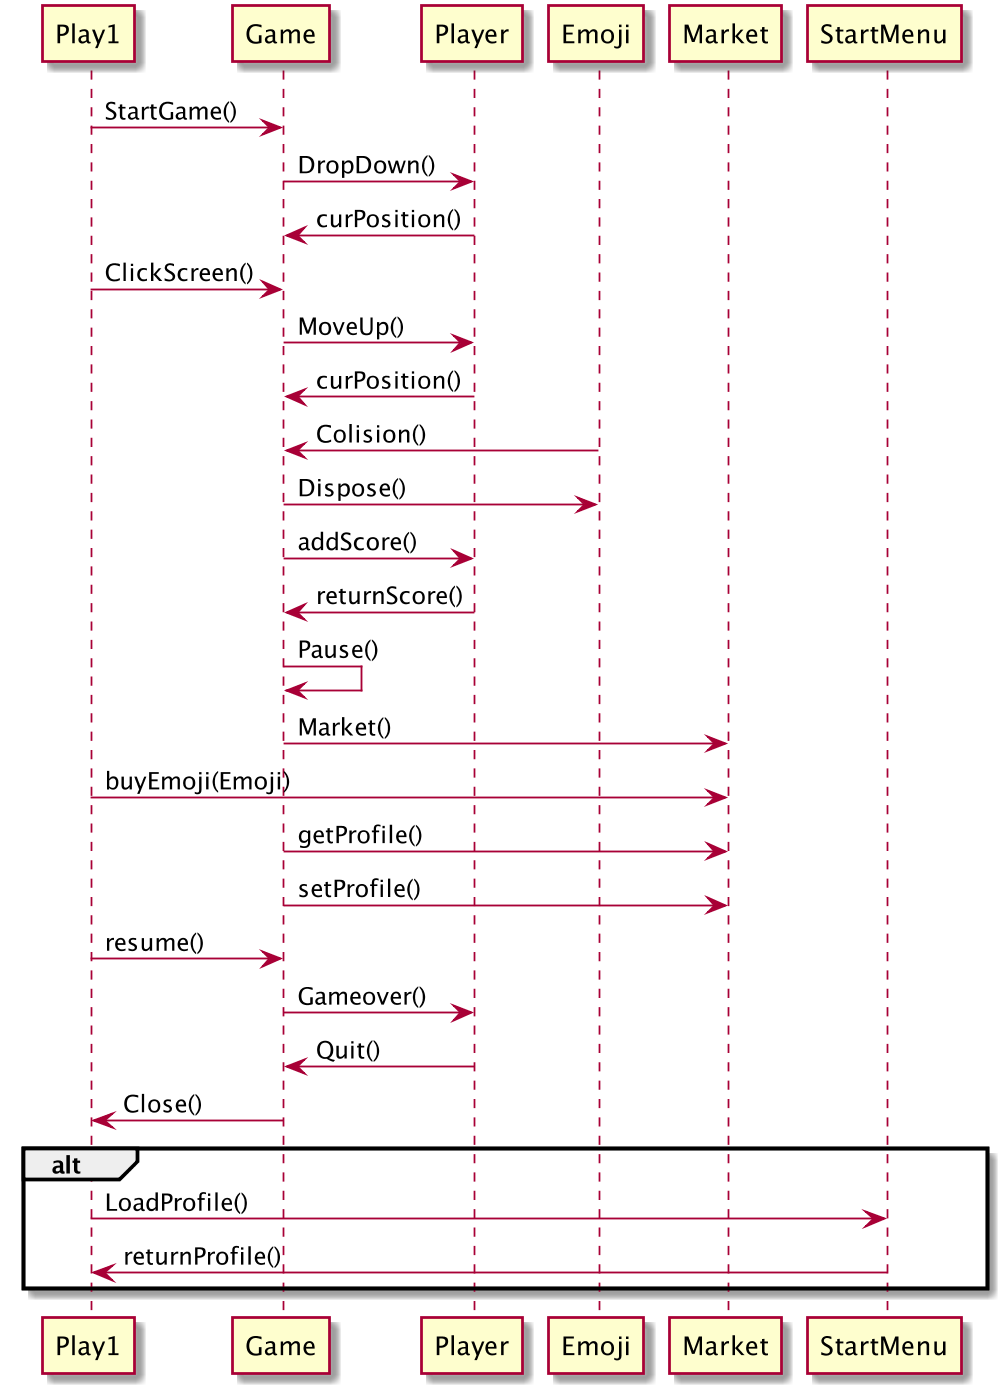 Play1 Game Player Emoji Market StartMenu
StartGame()
DropDown()
curPosition()
ClickScreen()
MoveUp()
curPosition()
Colision()
Dispose()
addScore()
returnScore()
Pause()
Market()
buyEmoji(Emoji)
getProfile()
setProfile()
resume()
Gameover()
Quit()
Close()
alt
LoadProfile()
returnProfile()
Play1 Game Player Emoji Market StartMenu